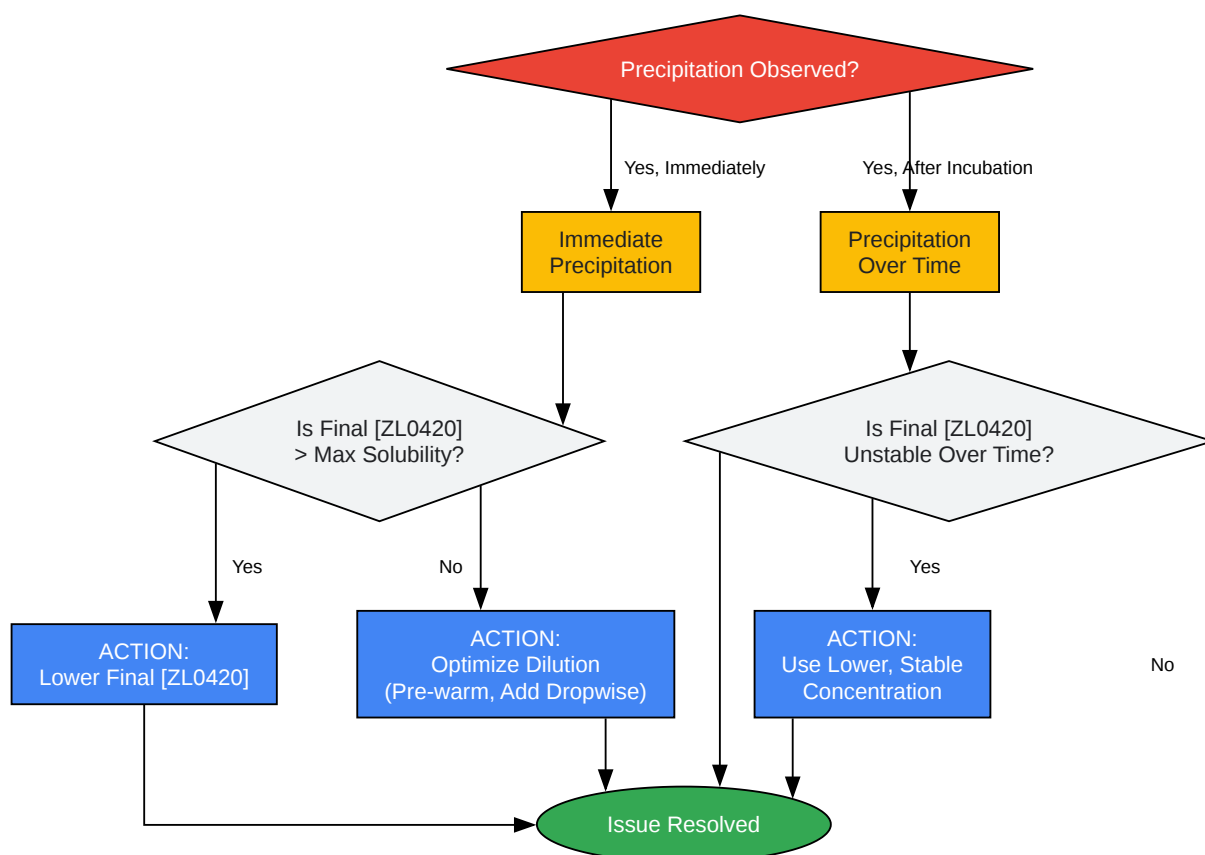 Precipitation Observed?
Yes, Immediately
Yes, After Incubation
Immediate
Precipitation
Precipitation
Over Time
Is Final [ZL0420]
> Max Solubility?
Is Final [ZL0420]
Unstable Over Time?
Yes
No
Yes
ACTION:
Lower Final [ZL0420]
ACTION:
Optimize Dilution
(Pre-warm, Add Dropwise)
ACTION:
Use Lower, Stable
Concentration
No
Issue Resolved